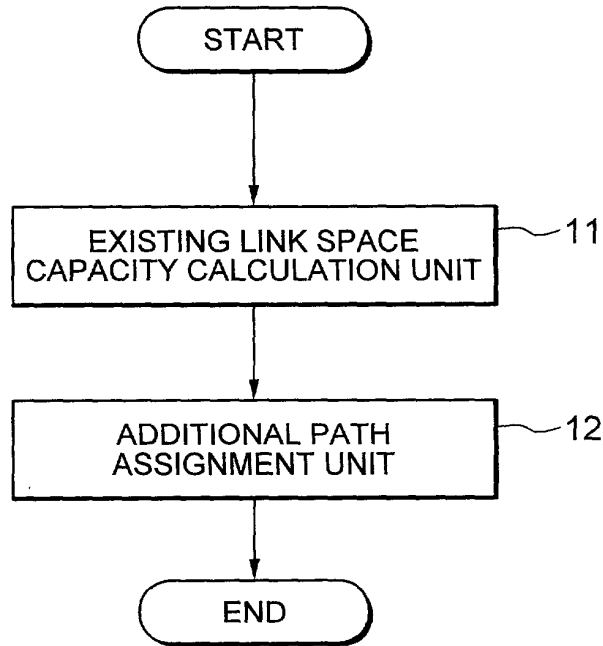 START
EXISTING LINK SPACE
CAPACITY CALCULATION UNIT
11
ADDITIONAL PATH
ASSIGNMENT UNIT
12
END